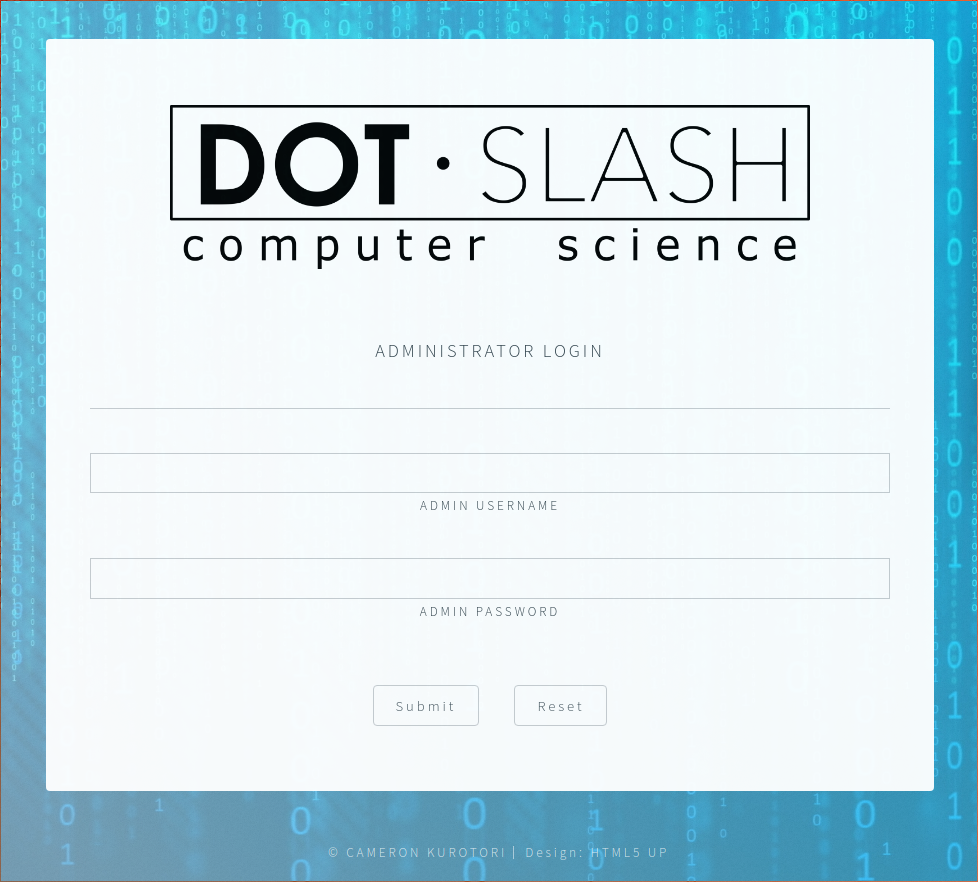 DOT · SLASH
computer science
ADMINISTRATOR LOGIN
ADMIN USERNAME
ADMIN PASSWORD
Submit Reset
© CAMERON KUROTORI | Design: HTML5 UP